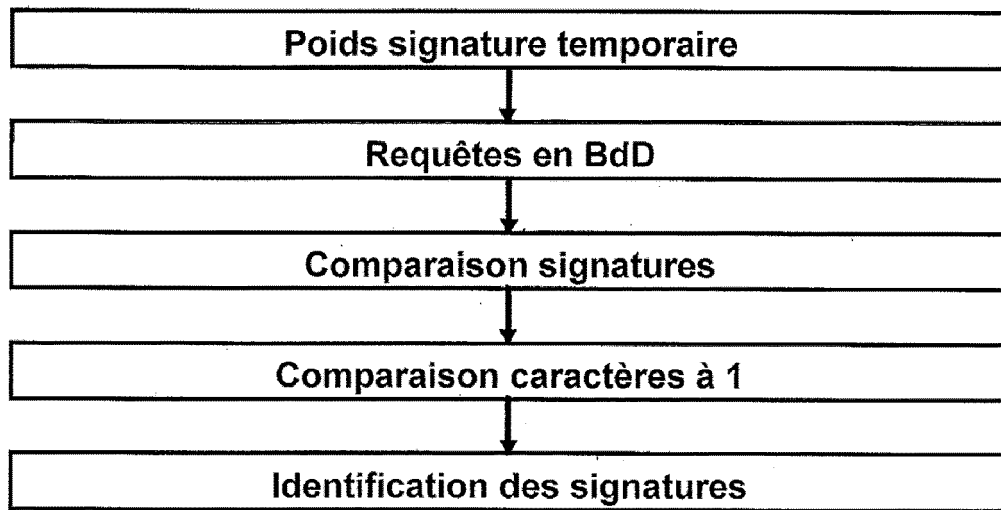 Poids signature temporaire
Requêtes en BdD
Comparaison signatures
Comparaison caractères à 1
Identification des signatures